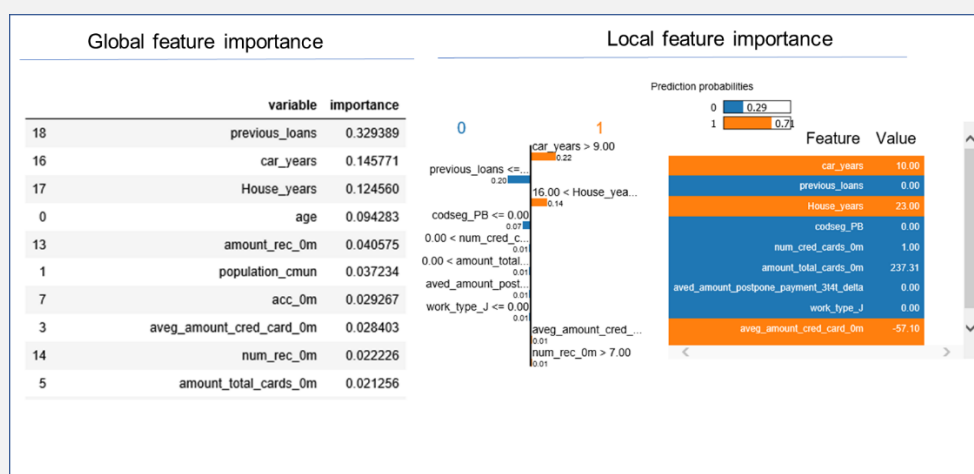 Global feature importance
variable importance
18 previous_loans 0.329389
16 car_years 0.145771
17 House_years 0.124560
0 age 0.094283
13 amount_rec_0m 0.040575
1 population_cmun 0.037234
7 acc_0m 0.029267
3 aveg_amount_cred_card_0m 0.028403
14 num_rec_0m 0.022226
5 amount_total_cards_0m 0.021256
Local feature importance
Prediction probabilities
0 0.29
1 0.71
0 1
car_years > 9.00
0.22
previous_loans <=...
0.20
16.00 < House_yea...
0.14
codseg_PB <= 0.00
0.07
0.00 < num_cred_c...
0.01
0.00 < amount_total...
0.01
aved_amount_post...
0.01
work_type_J <= 0.00
0.01
aveg_amount_cred_...
0.01
num_rec_0m > 7.00
0.01
Feature Value
car_years 10.00
previous_loans 0.00
House_years 23.00
codseg_PB 0.00
num_cred_cards_0m 1.00
amount_total_cards_0m 237.31
aved_amount_postpone_payment_3t4t_delta 0.00
work_type_J 0.00
aveg_amount_cred_card_0m -57.10